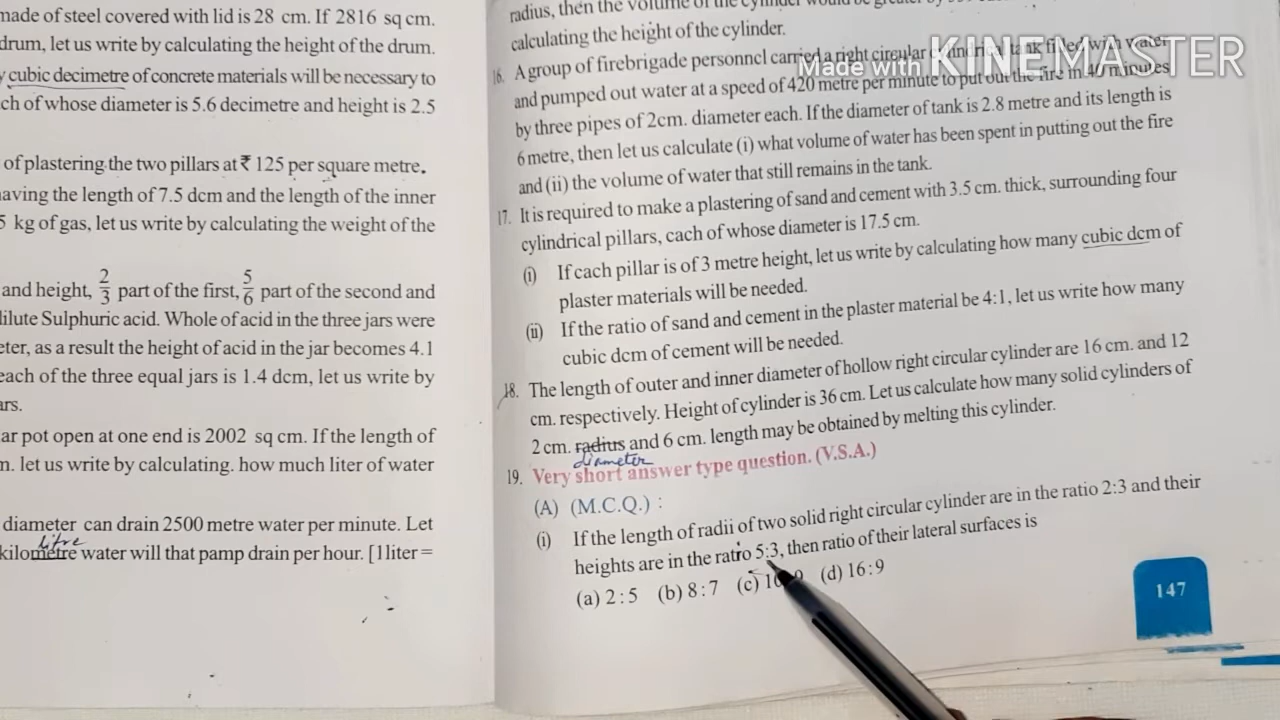 made of steel covered with lid is 28 cm. If 2816 sq cm.
drum, let us write by calculating the height of the drum.
cubic decimetre of concrete materials will be necessary to
ch of whose diameter is 5.6 decimetre and height is 2.5
of plastering the two pillars at ₹ 125 per square metre.
aving the length of 7.5 dcm and the length of the inner
5 kg of gas, let us write by calculating the weight of the
and height, 2/3 part of the first, 5/6 part of the second and
dilute Sulphuric acid. Whole of acid in the three jars were
eter, as a result the height of acid in the jar becomes 4.1
each of the three equal jars is 1.4 dcm, let us write by
ars.
ar pot open at one end is 2002 sq cm. If the length of
m. let us write by calculating. how much liter of water
diameter can drain 2500 metre water per minute. Let
litre
kilometre water will that pamp drain per hour. [1liter =
radius, then the volume of the cylinder would be greater by
calculating the height of the cylinder.
16. A group of firebrigade personnel carried a right circular cylindrical tank filled with water
Made with KINEMASTER
and pumped out water at a speed of 420 metre per minute to put out the fire in 40 minutes
by three pipes of 2cm. diameter each. If the diameter of tank is 2.8 metre and its length is
6 metre, then let us calculate (i) what volume of water has been spent in putting out the fire
and (ii) the volume of water that still remains in the tank.
17. It is required to make a plastering of sand and cement with 3.5 cm. thick, surrounding four
cylindrical pillars, cach of whose diameter is 17.5 cm.
(i) If cach pillar is of 3 metre height, let us write by calculating how many cubic dcm of
plaster materials will be needed.
(ii) If the ratio of sand and cement in the plaster material be 4:1, let us write how many
cubic dcm of cement will be needed.
18. The length of outer and inner diameter of hollow right circular cylinder are 16 cm. and 12
cm. respectively. Height of cylinder is 36 cm. Let us calculate how many solid cylinders of
2 cm. radius and 6 cm. length may be obtained by melting this cylinder.
diameter
19. Very short answer type question. (V.S.A.)
(A) (M.C.Q.) :
(i) If the length of radii of two solid right circular cylinder are in the ratio 2:3 and their
heights are in the ratio 5:3, then ratio of their lateral surfaces is
(a) 2:5 (b) 8:7 (c) (d) 16:9
147